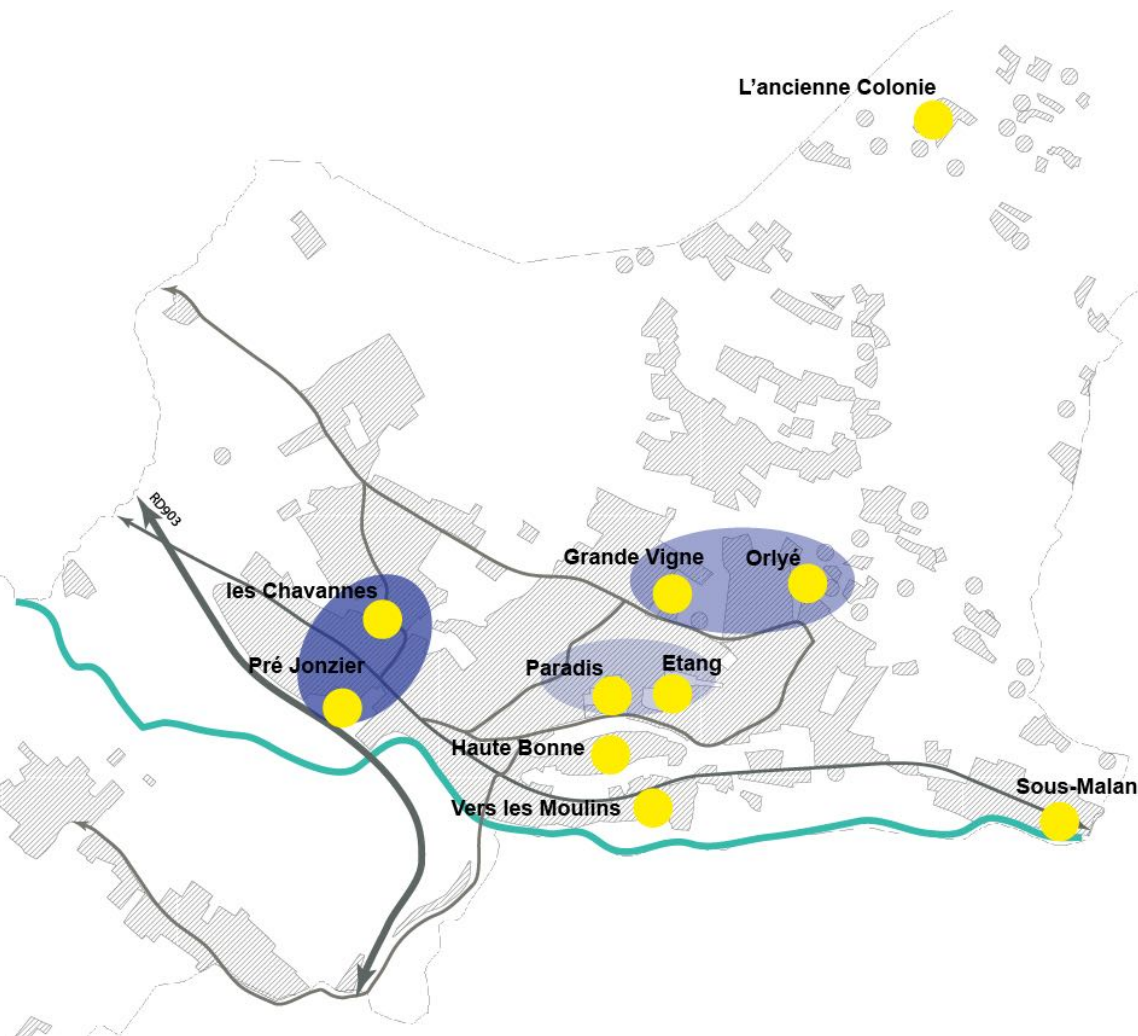 L'ancienne Colonie
RD903
Grande Vigne
Orlyé
les Chavannes
Pré Jonzier
Paradis
Etang
Haute Bonne
Vers les Moulins
Sous-Malan